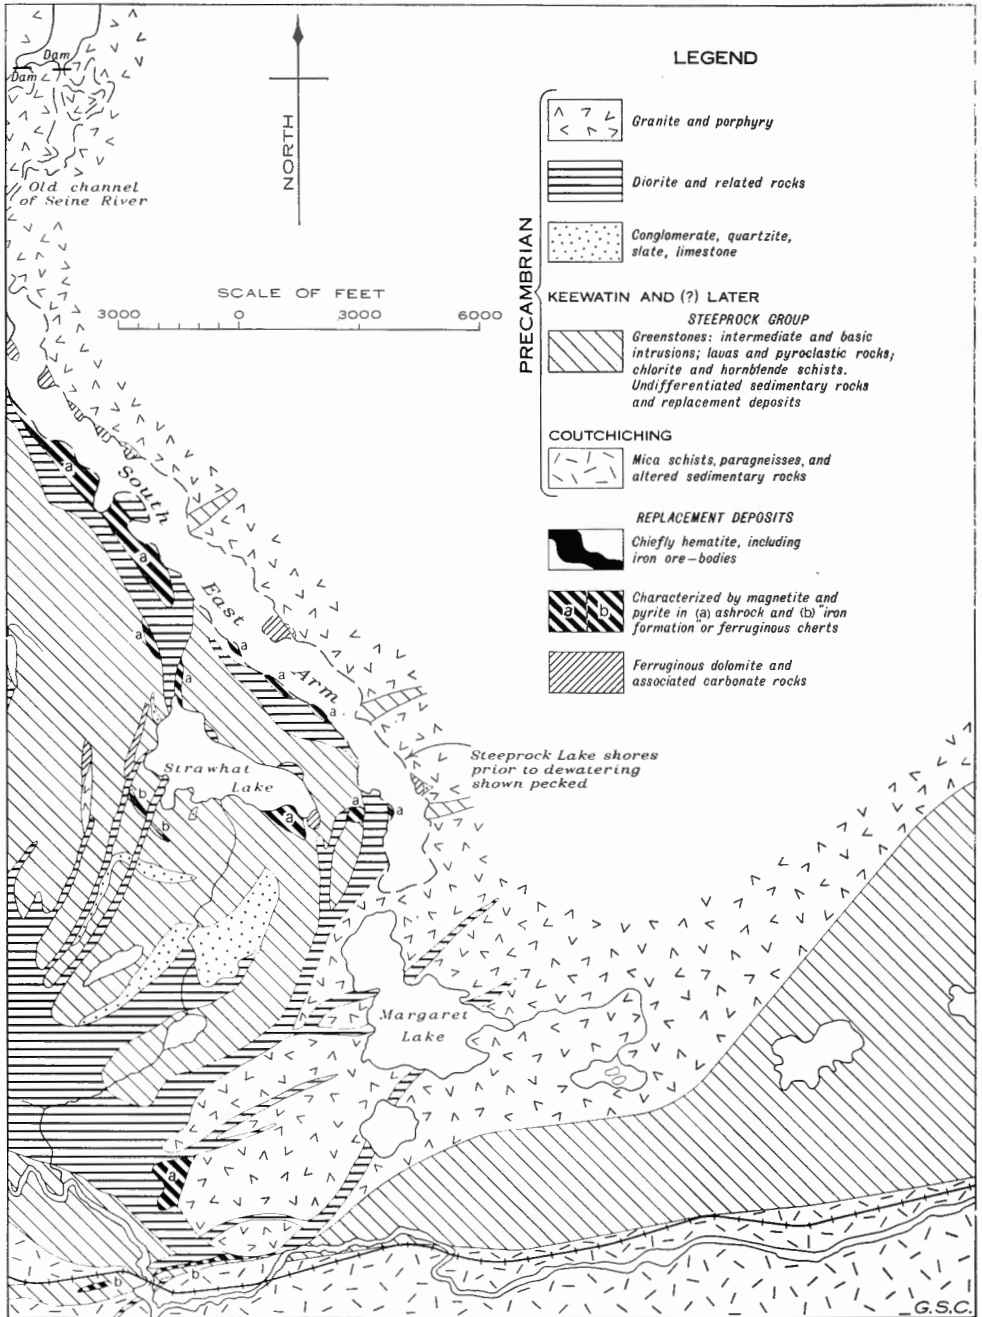 Dam
Dam
Old channel
of Seine River
NORTH
SCALE OF FEET
3000 0 3000 6000
LEGEND
PRECAMBRIAN
Granite and porphyry
Diorite and related rocks
Conglomerate, quartzite,
slate, limestone
KEEWATIN AND (?) LATER
STEEPROCK GROUP
Greenstones: intermediate and basic
intrusions; lavas and pyroclastic rocks;
chlorite and hornblende schists.
Undifferentiated sedimentary rocks
and replacement deposits
COUTCHICHING
Mica schists, paragneisses, and
altered sedimentary rocks
REPLACEMENT DEPOSITS
Chiefly hematite, including
iron ore-bodies
a b
Characterized by magnetite and
pyrite in (a) ashrock and (b) "iron
formation" or ferruginous cherts
Ferruginous dolomite and
associated carbonate rocks
a
South
a
East
a
a
a
a
Arm
a
Steeprock Lake shores
prior to dewatering
shown pecked
Strawhat
Lake
b
b
a
a
a
Margaret
Lake
a
b
b
G.S.C.